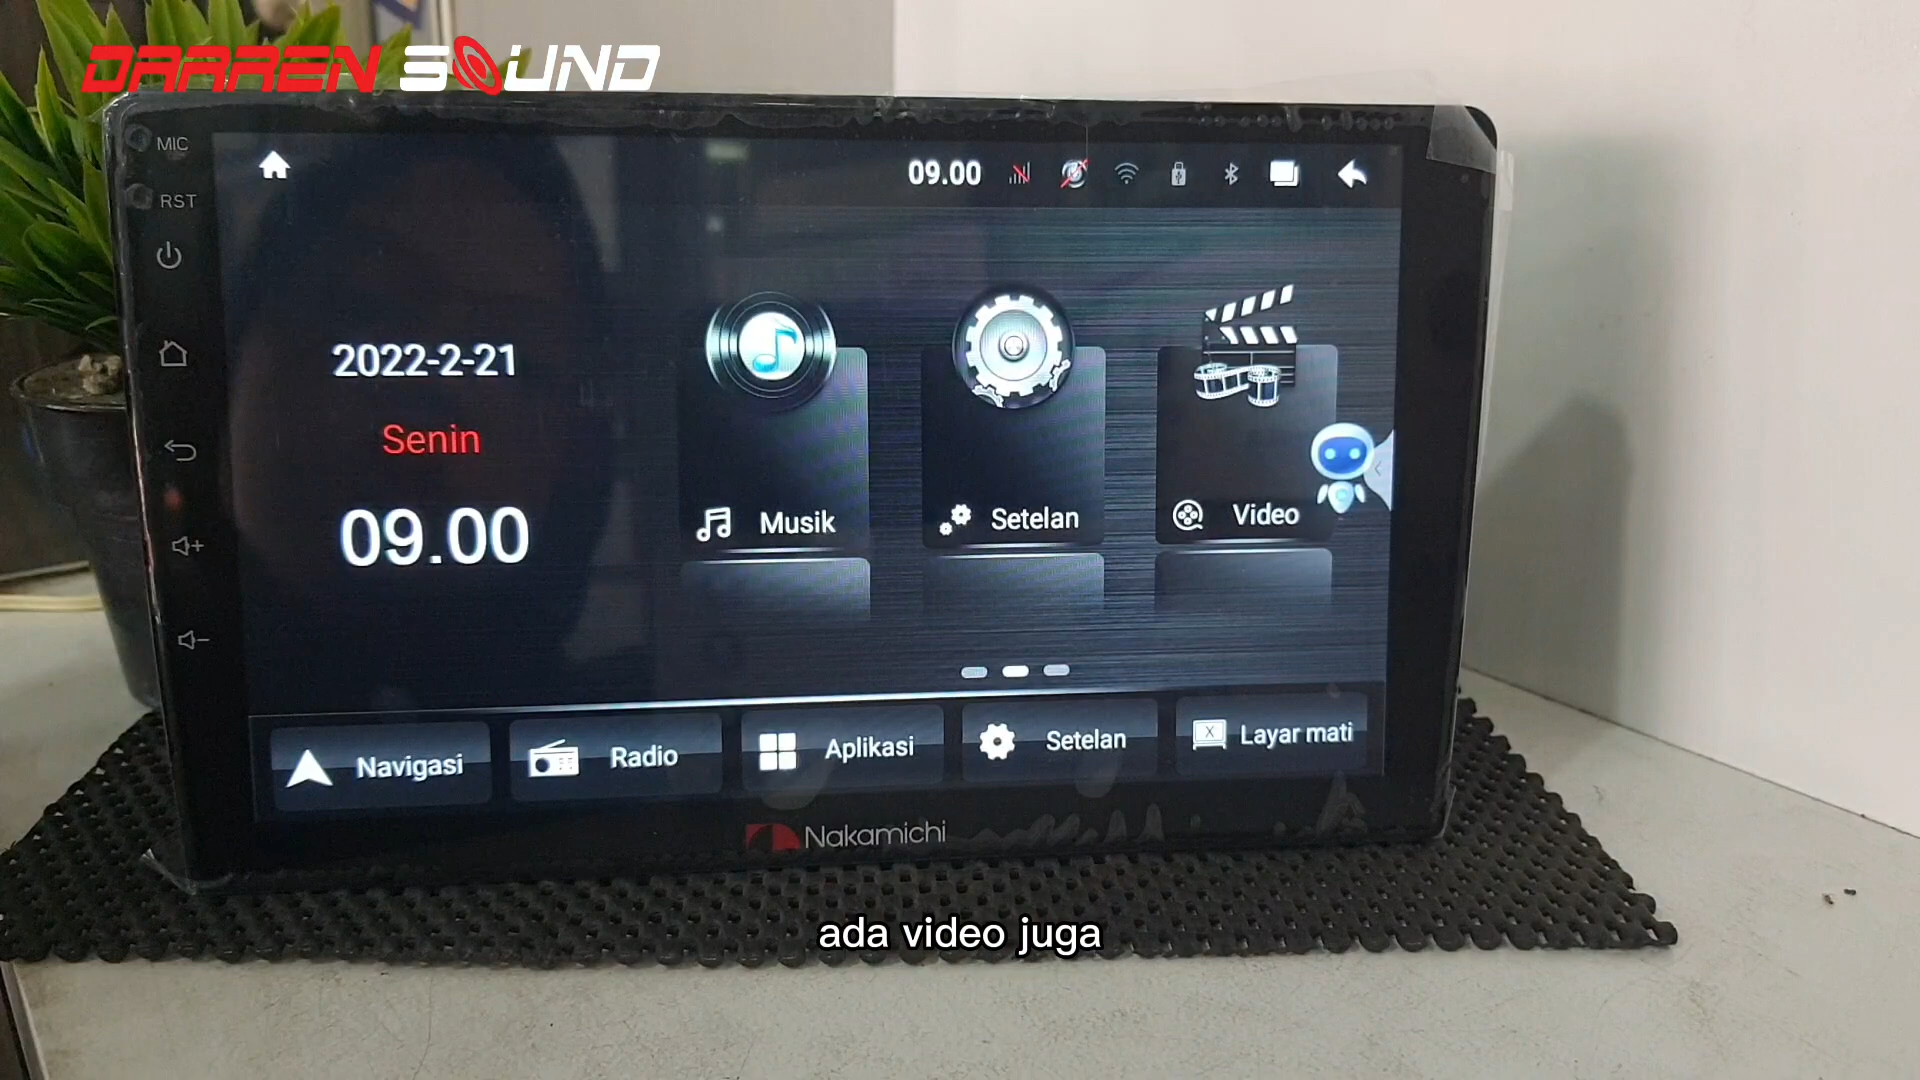 DARREN SOUND
MIC
RST
09.00
2022-2-21
Senin
09.00
Musik
Setelan
Video
Navigasi
Radio
Aplikasi
Setelan
X
Layar mati
Nakamichi
ada video juga